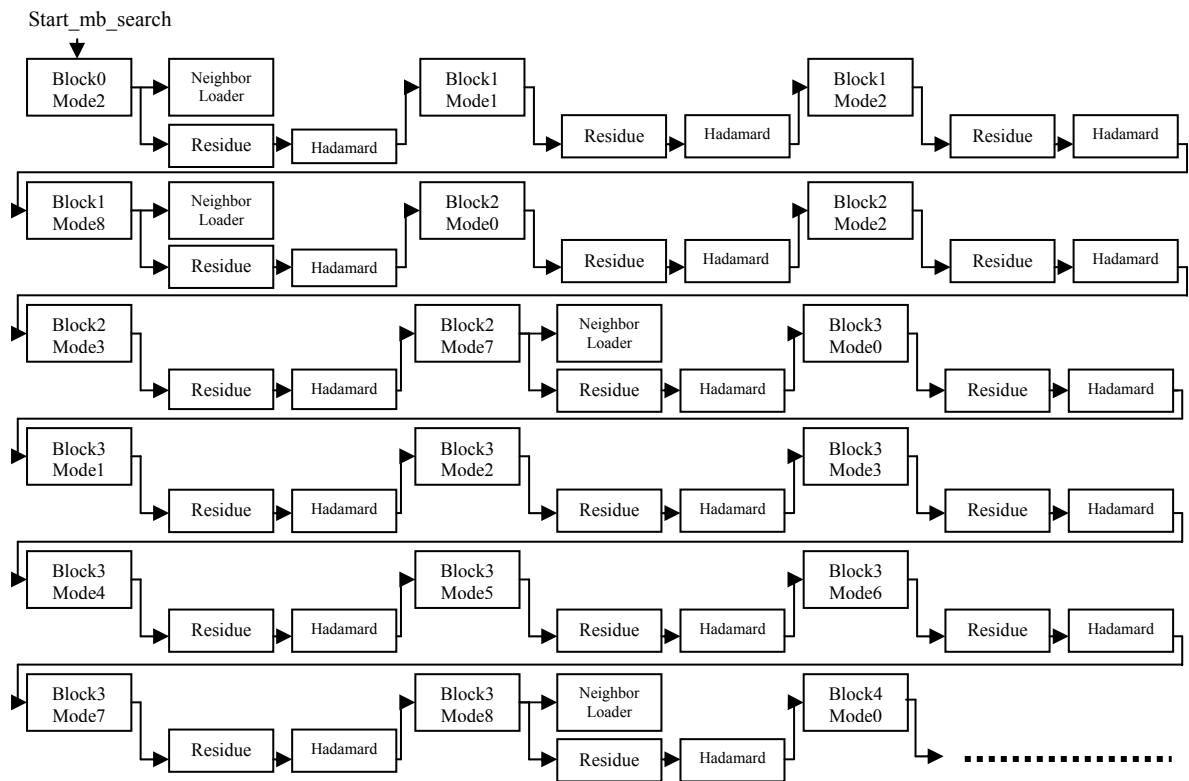 Start_mb_search
Block0
Mode2
Neighbor
Loader
Residue
Hadamard
Block1
Mode1
Residue
Hadamard
Block1
Mode2
Residue
Hadamard
Block1
Mode8
Neighbor
Loader
Residue
Hadamard
Block2
Mode0
Residue
Hadamard
Block2
Mode2
Residue
Hadamard
Block2
Mode3
Residue
Hadamard
Block2
Mode7
Neighbor
Loader
Residue
Hadamard
Block3
Mode0
Residue
Hadamard
Block3
Mode1
Residue
Hadamard
Block3
Mode2
Residue
Hadamard
Block3
Mode3
Residue
Hadamard
Block3
Mode4
Residue
Hadamard
Block3
Mode5
Residue
Hadamard
Block3
Mode6
Residue
Hadamard
Block3
Mode7
Residue
Hadamard
Block3
Mode8
Neighbor
Loader
Residue
Hadamard
Block4
Mode0